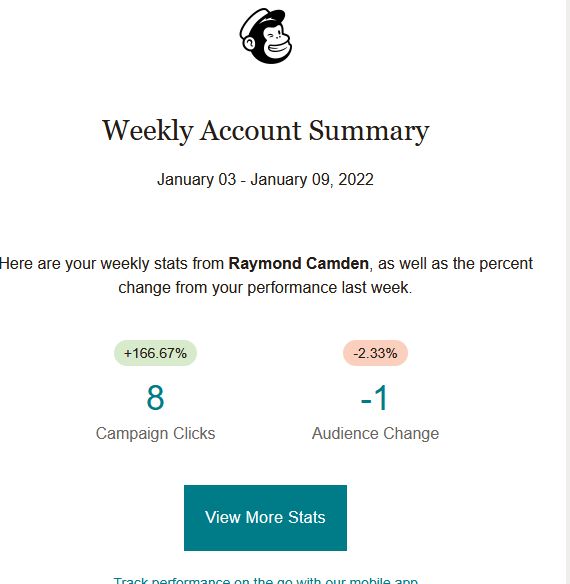 Weekly Account Summary
January 03 - January 09, 2022
Here are your weekly stats from Raymond Camden, as well as the percent
change from your performance last week.
+166.67% -2.33%
8 -1
Campaign Clicks Audience Change
View More Stats
Track performance on the go with our mobile app